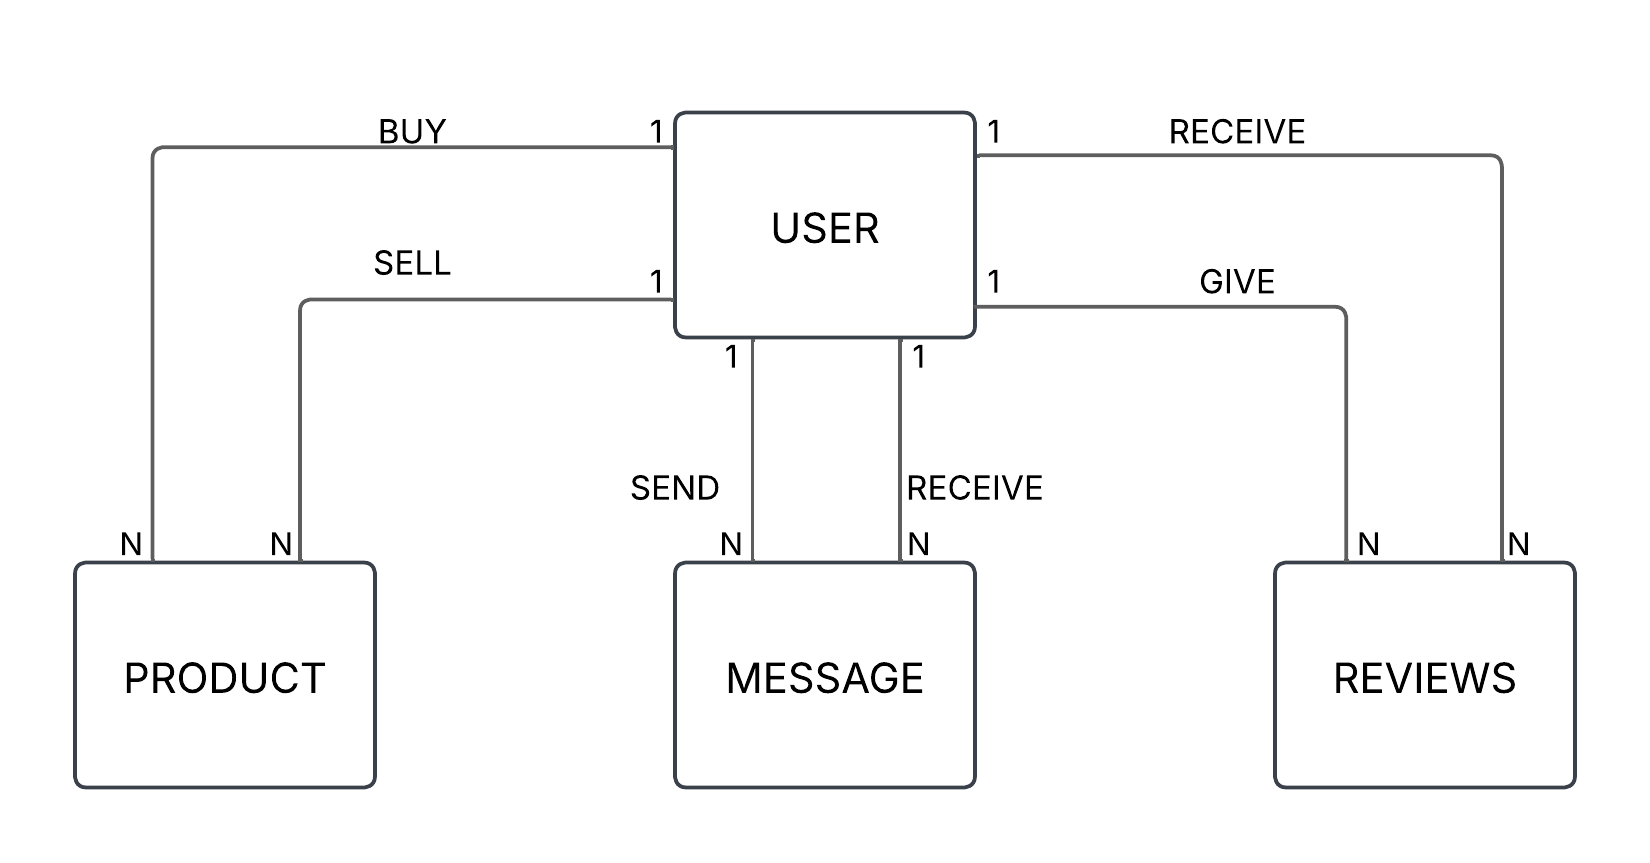 BUY 1
1 RECEIVE
USER
SELL 1
1 GIVE
1 1
SEND RECEIVE
N N N N N N
PRODUCT
MESSAGE
REVIEWS